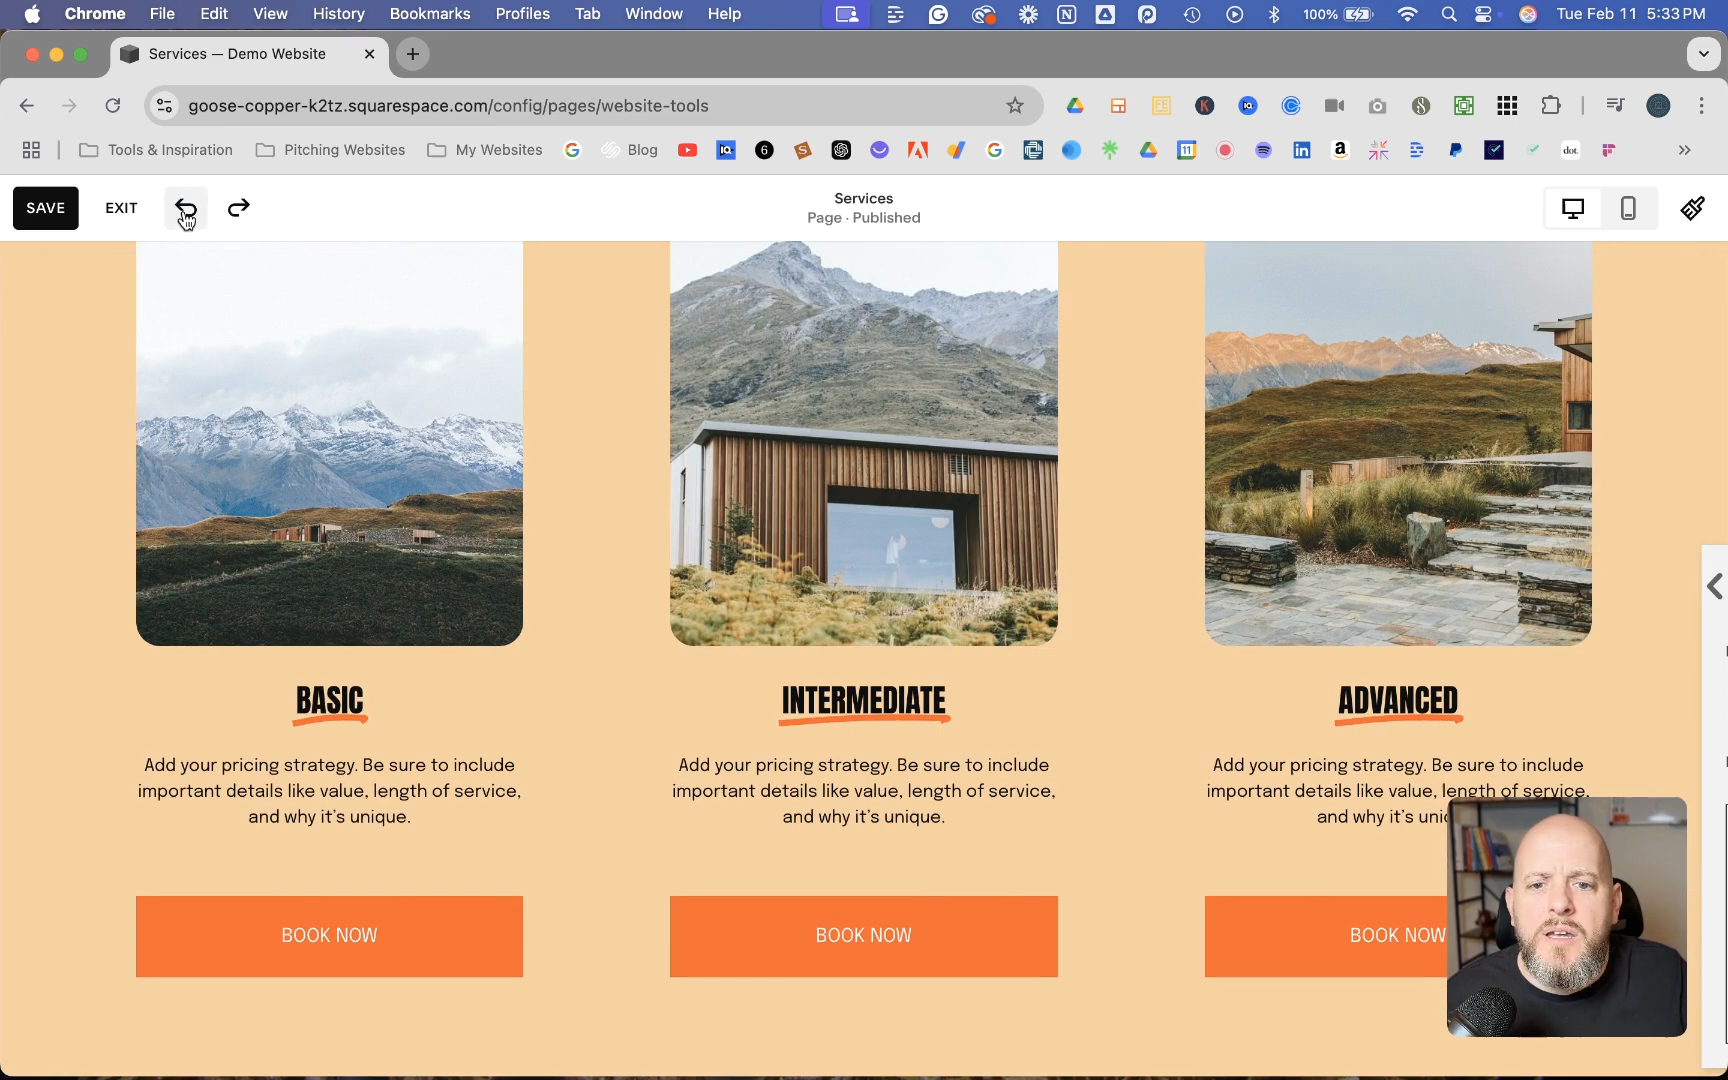 Chrome File Edit View History Bookmarks Profiles Tab Window Help 100% Tue Feb 11 5:33 PM
Services — Demo Website
goose-copper-k2tz.squarespace.com/config/pages/website-tools
Tools & Inspiration Pitching Websites My Websites Blog
SAVE EXIT
Services
Page · Published
BASIC
Add your pricing strategy. Be sure to include
important details like value, length of service,
and why it's unique.
BOOK NOW
INTERMEDIATE
Add your pricing strategy. Be sure to include
important details like value, length of service,
and why it's unique.
BOOK NOW
ADVANCED
Add your pricing strategy. Be sure to include
important details like value, length of service,
and why it's
BOOK NOW